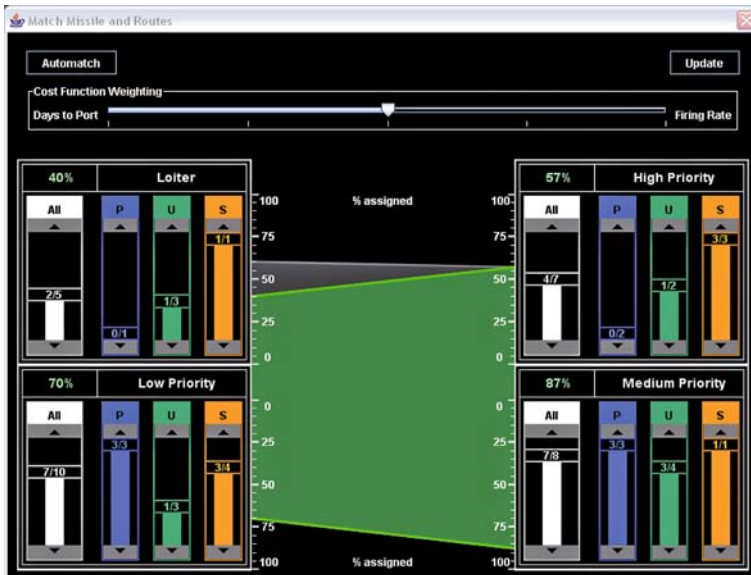 Match Missile and Routes
Automatch
Update
Cost Function Weighting
Days to Port
Firing Rate
40% Loiter
All P U S
2/5 0/1 1/3 1/1
100 % assigned 100
75 75
50 50
25 25
0 0
57% High Priority
All P U S
4/7 0/2 1/2 3/3
70% Low Priority
All P U S
7/10 3/3 1/3 3/4
0 0
25 25
50 50
75 75
100 % assigned 100
87% Medium Priority
All P U S
7/8 3/3 3/4 1/1